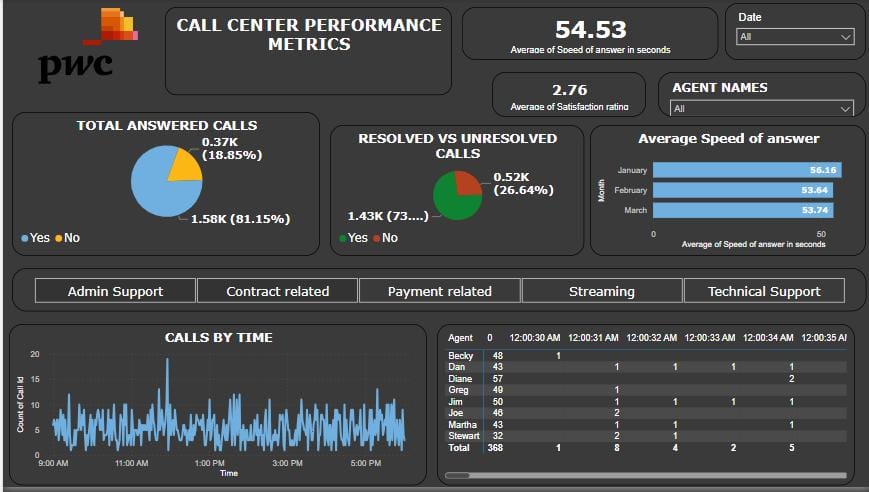 pwc
CALL CENTER PERFORMANCE
METRICS
54.53
Average of Speed of answer in seconds
Date
All
2.76
Average of Satisfaction rating
AGENT NAMES
All
TOTAL ANSWERED CALLS
0.37K
(18.85%)
1.58K (81.15%)
Yes No
RESOLVED VS UNRESOLVED
CALLS
0.52K
(26.64%)
1.43K (73....)
Yes No
Average Speed of answer
Month
January 56.16
February 53.64
March 53.74
0 50
Average of Speed of answer in seconds
Admin Support Contract related Payment related Streaming Technical Support
CALLS BY TIME
Count of Call Id
20
15
10
5
0
9:00 AM 11:00 AM 1:00 PM 3:00 PM 5:00 PM
Time
Agent 0 12:00:30 AM 12:00:31 AM 12:00:32 AM 12:00:33 AM 12:00:34 AM 12:00:35 AM
Becky 48 1
Dan 43 1 1 1 1
Diane 57 2
Greg 49 1
Jim 50 1 1 1 1
Joe 46 2
Martha 43 1 1 1
Stewart 32 2 1
Total 368 1 8 4 2 5